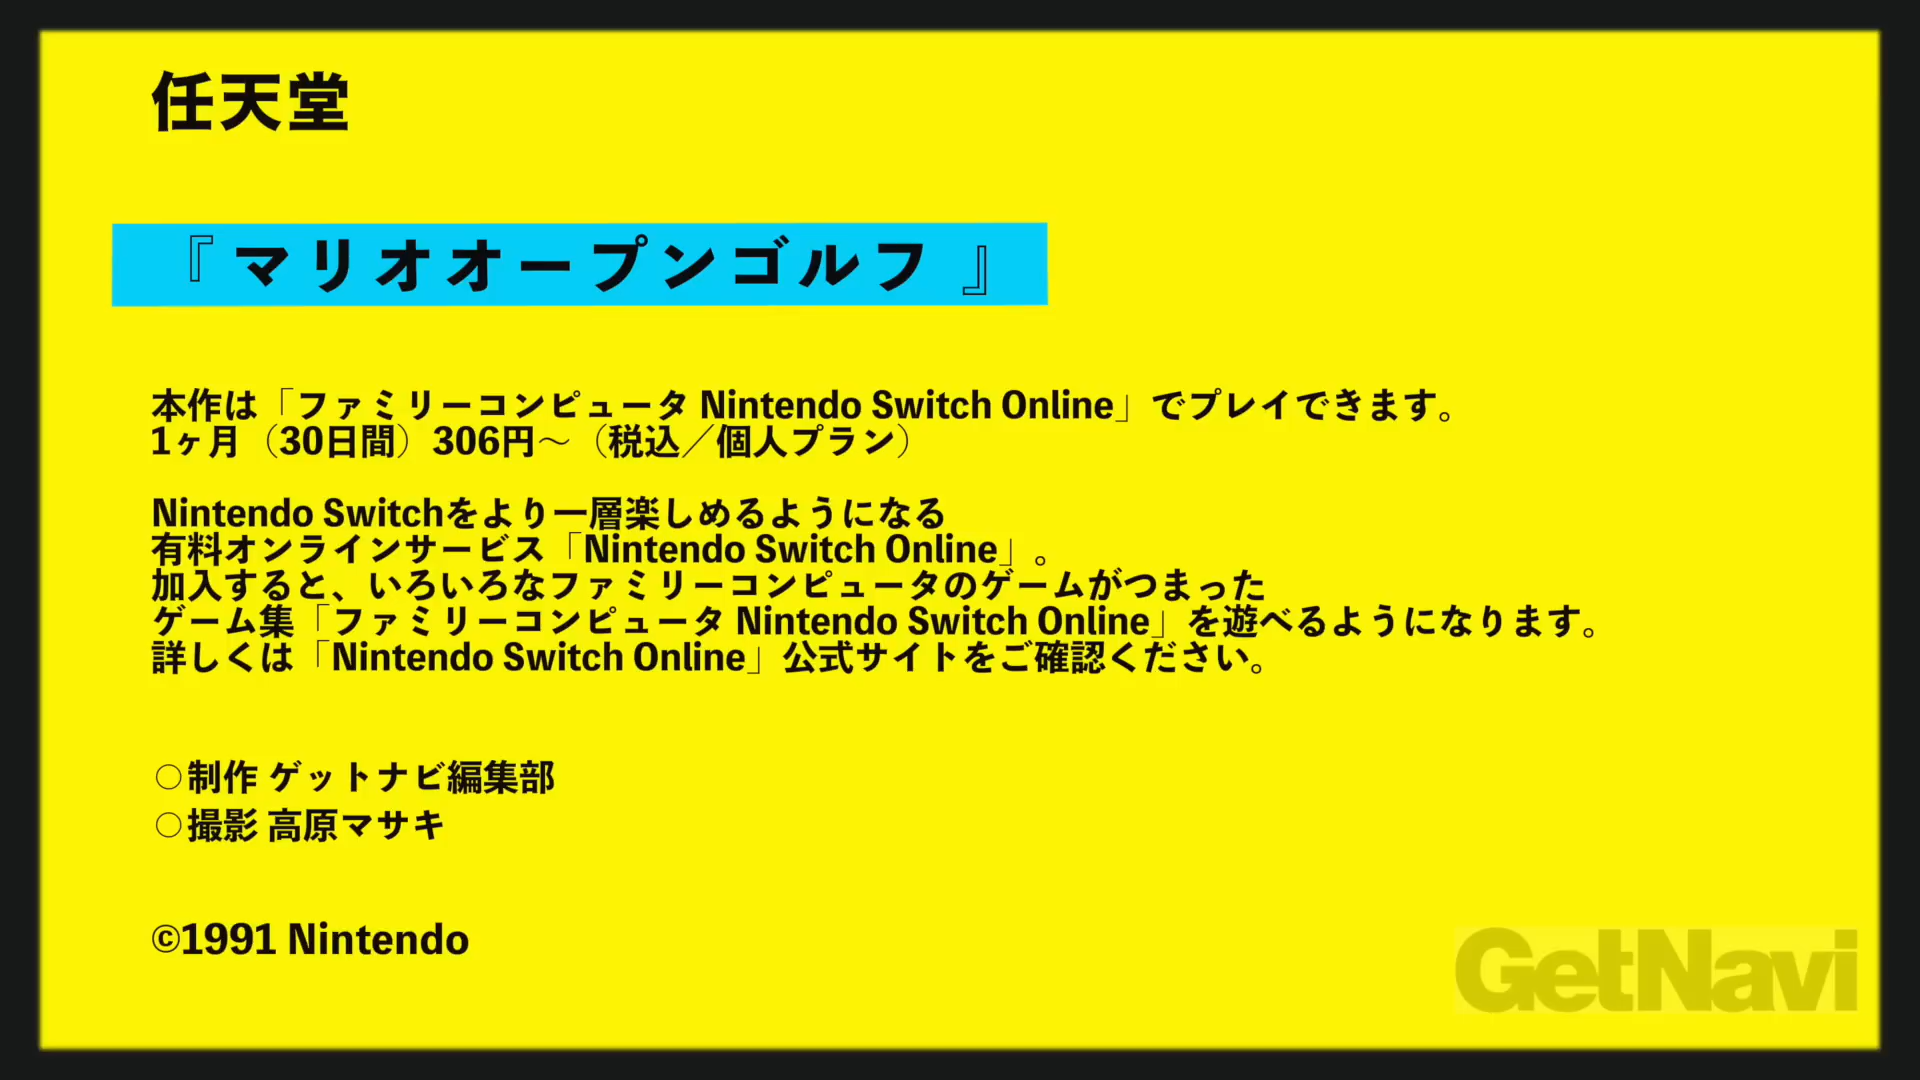 任天堂
『マリオオープンゴルフ』
本作は「ファミリーコンピュータ Nintendo Switch Online」でプレイできます。
1ヶ月（30日間）306円～（税込／個人プラン）
Nintendo Switchをより一層楽しめるようになる
有料オンラインサービス「Nintendo Switch Online」。
加入すると、いろいろなファミリーコンピュータのゲームがつまった
ゲーム集「ファミリーコンピュータ Nintendo Switch Online」を遊べるようになります。
詳しくは「Nintendo Switch Online」公式サイトをご確認ください。
○制作 ゲットナビ編集部
○撮影 高原マサキ
©1991 Nintendo
GetNavi